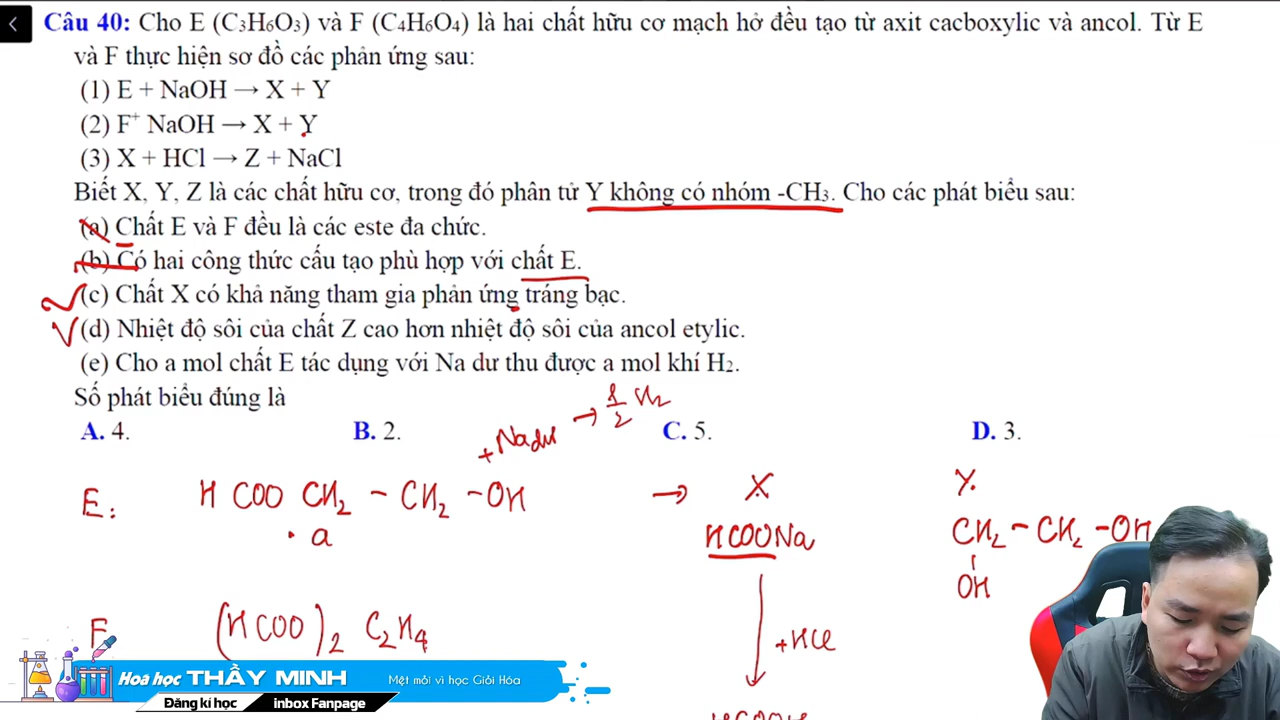 Câu 40: Cho E (C₃H₆O₃) và F (C₄H₆O₄) là hai chất hữu cơ mạch hở đều tạo từ axit cacboxylic và ancol. Từ E
và F thực hiện sơ đồ các phản ứng sau:
(1) E + NaOH → X + Y
(2) F⁺ NaOH → X + Y
(3) X + HCl → Z + NaCl
Biết X, Y, Z là các chất hữu cơ, trong đó phân tử Y không có nhóm -CH₃. Cho các phát biểu sau:
(a) Chất E và F đều là các este đa chức.
(b) Có hai công thức cấu tạo phù hợp với chất E.
(c) Chất X có khả năng tham gia phản ứng tráng bạc.
(d) Nhiệt độ sôi của chất Z cao hơn nhiệt độ sôi của ancol etylic.
(e) Cho a mol chất E tác dụng với Na dư thu được a mol khí H₂.
Số phát biểu đúng là
A. 4. B. 2. C. 5. D. 3.
+ Na dư → 1/2 H₂
E: HCOOCH₂ - CH₂ - OH → X Y
a HCOONa CH₂ - CH₂ - OH
OH
F (HCOO)₂ C₂H₄ + HCl
HCOOH
Hoá học THẦY MINH Mệt mỏi vì học Giỏi Hóa
Đăng kí học inbox Fanpage